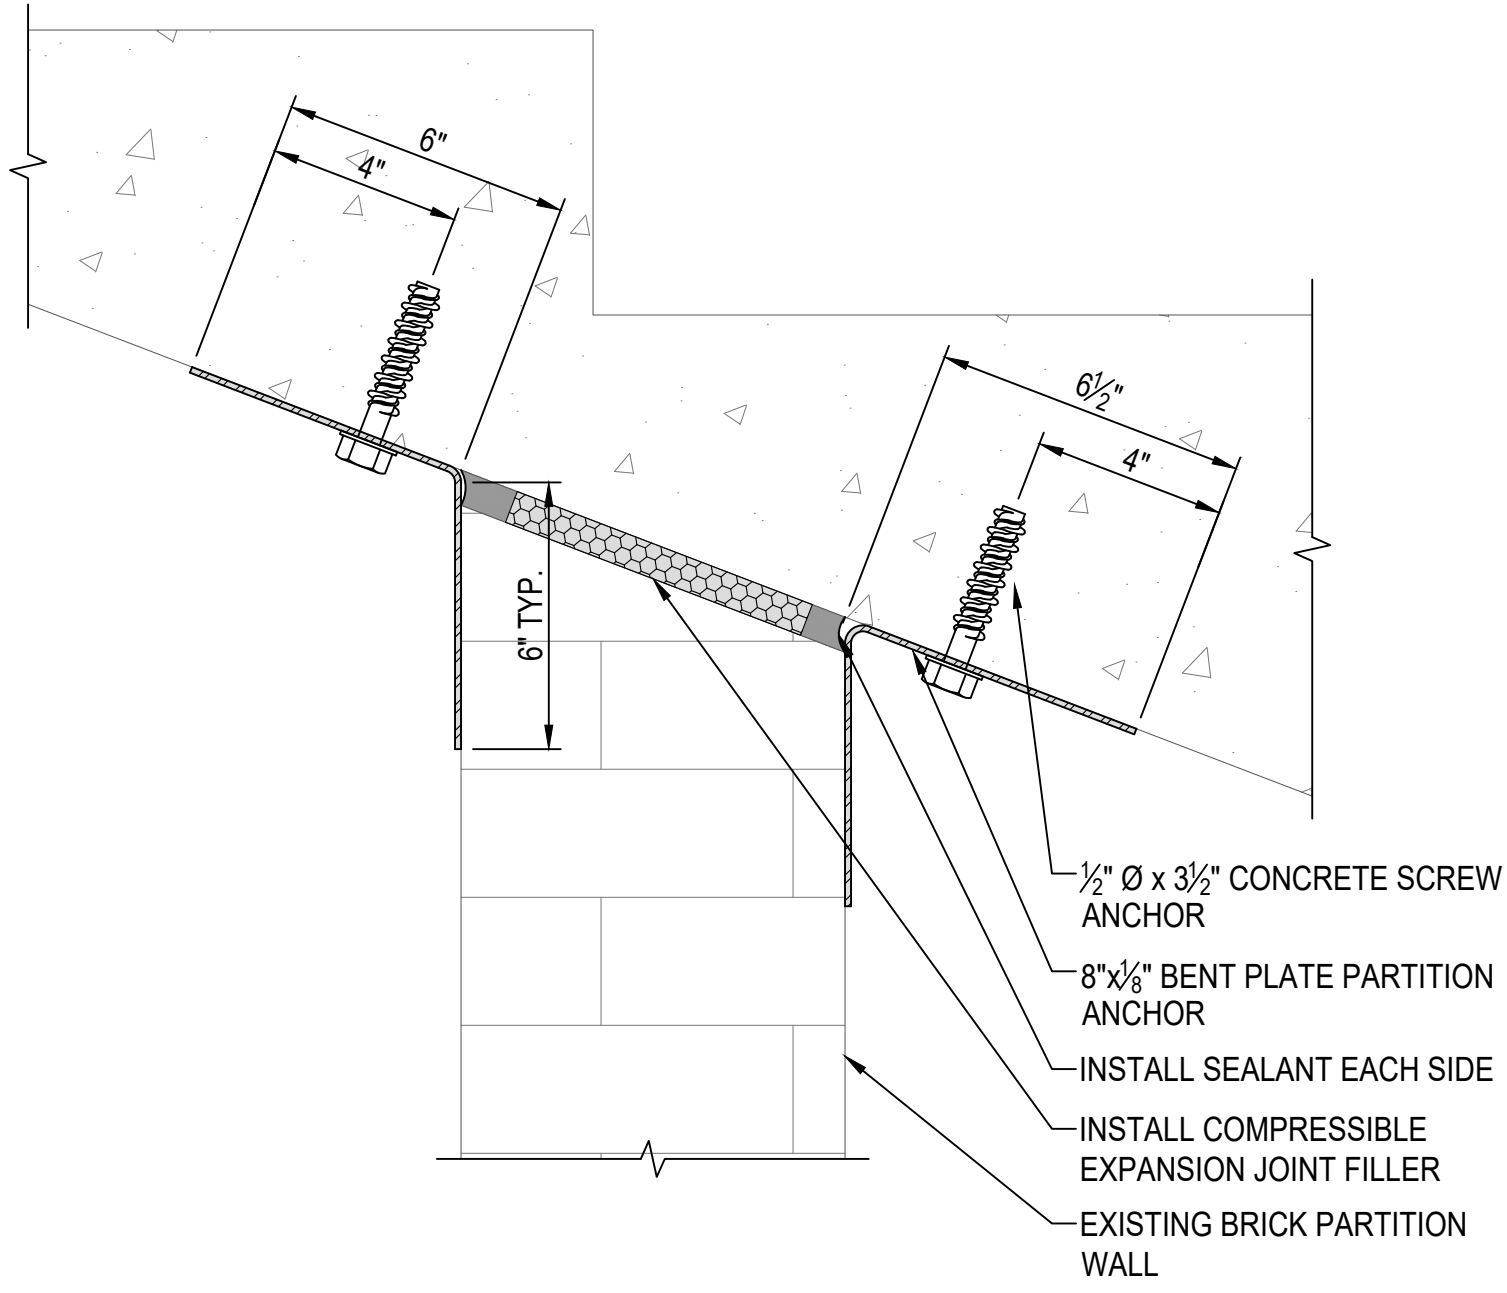 6"
4"
6½"
4"
6" TYP.
½" Ø x 3½" CONCRETE SCREW
ANCHOR
8"x⅛" BENT PLATE PARTITION
ANCHOR
INSTALL SEALANT EACH SIDE
INSTALL COMPRESSIBLE
EXPANSION JOINT FILLER
EXISTING BRICK PARTITION
WALL